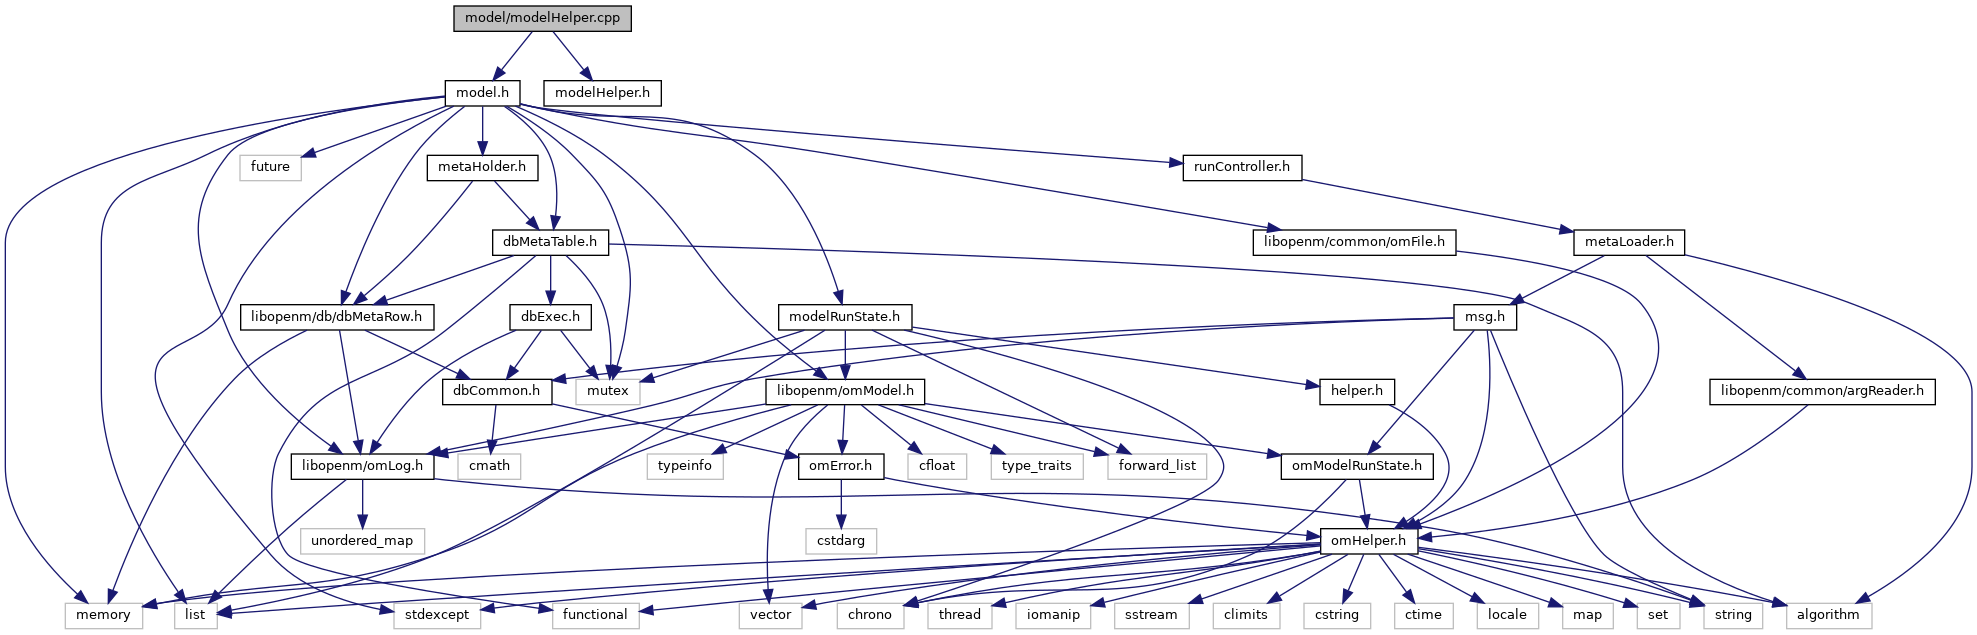 model/modelHelper.cpp
model.h
modelHelper.h
future
metaHolder.h
runController.h
dbMetaTable.h
libopenm/common/omFile.h
metaLoader.h
libopenm/db/dbMetaRow.h
dbExec.h
modelRunState.h
msg.h
dbCommon.h
mutex
libopenm/omModel.h
helper.h
libopenm/common/argReader.h
libopenm/omLog.h
cmath
typeinfo
omError.h
cfloat
type_traits
forward_list
omModelRunState.h
unordered_map
cstdarg
omHelper.h
memory
list
stdexcept
functional
vector
chrono
thread
iomanip
sstream
climits
cstring
ctime
locale
map
set
string
algorithm